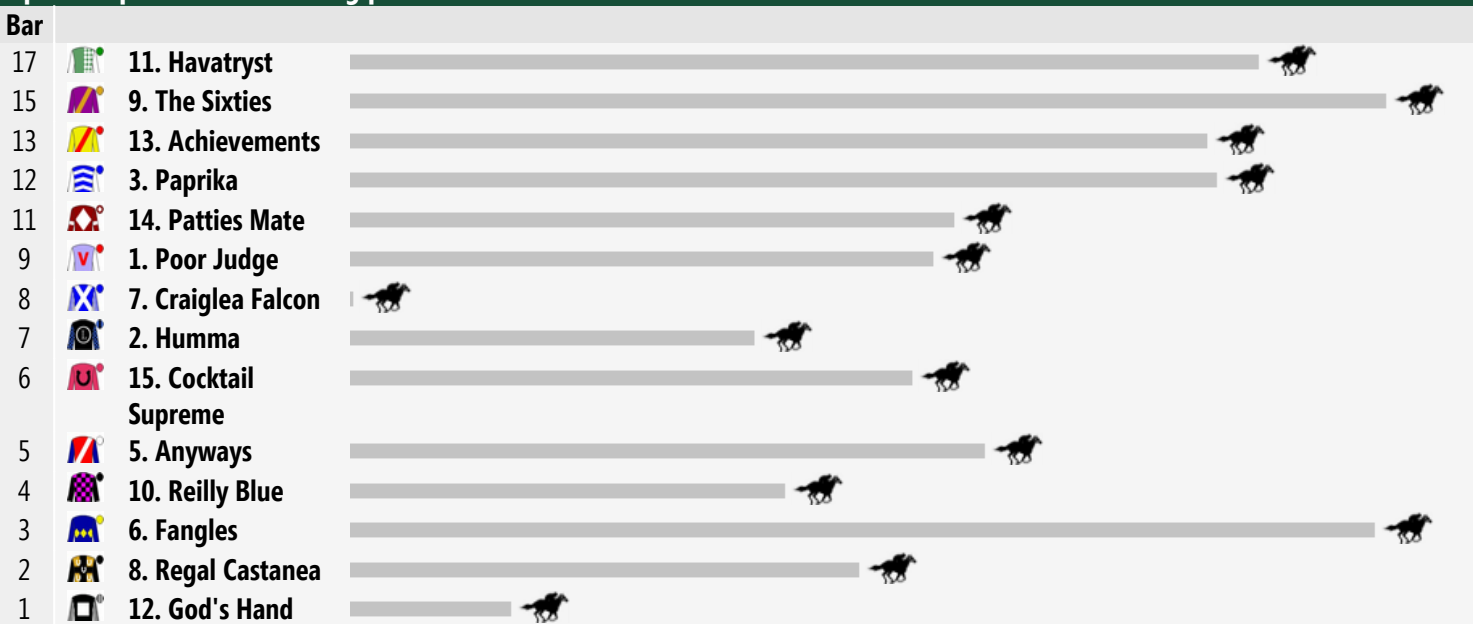 Bar
17 11. Havatryst
15 9. The Sixties
13 13. Achievements
12 3. Paprika
11 14. Patties Mate
9 1. Poor Judge
8 7. Craiglea Falcon
7 2. Humma
6 15. Cocktail
Supreme
5 5. Anyways
4 10. Reilly Blue
3 6. Fangles
2 8. Regal Castanea
1 12. God's Hand